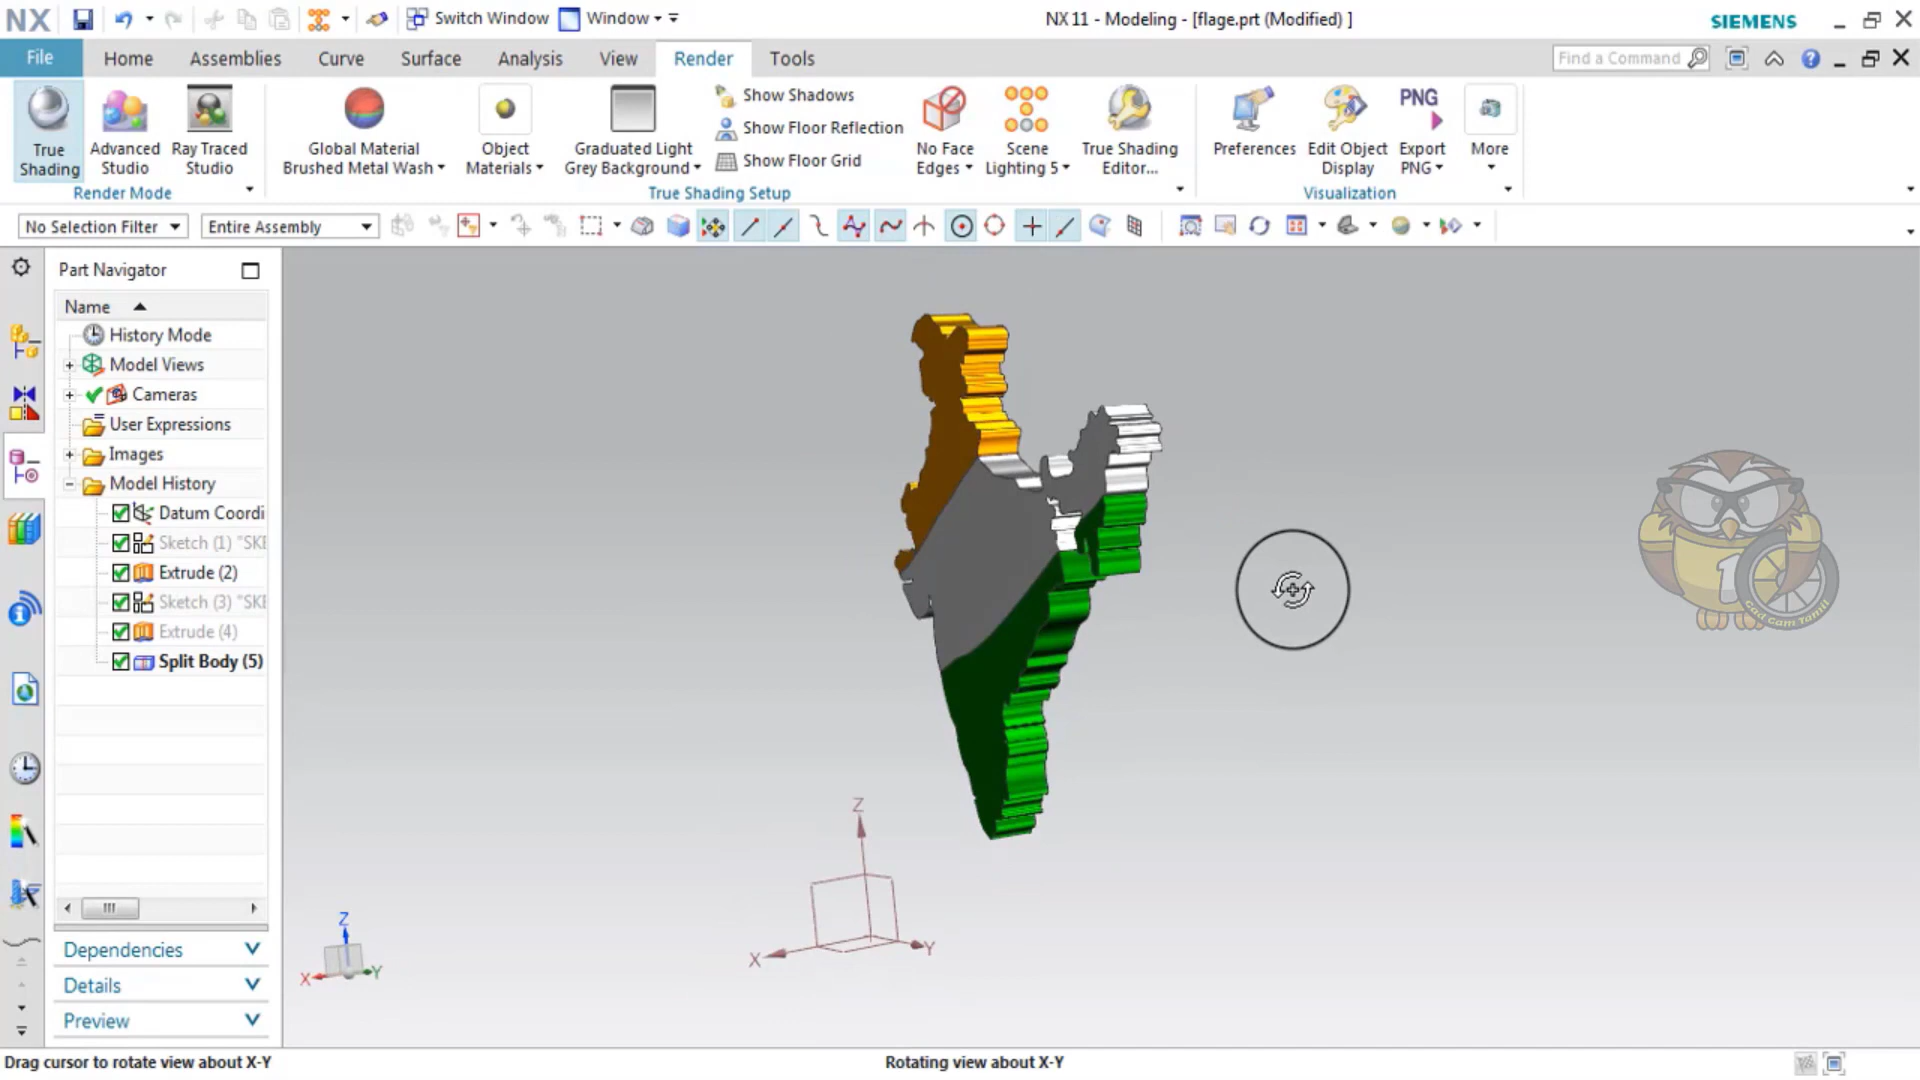 NX Switch Window Window NX 11 - Modeling - [flage.prt (Modified) ] SIEMENS
File Home Assemblies Curve Surface Analysis View Render Tools Find a Command
True Shading
Advanced Studio
Ray Traced Studio
Render Mode
Global Material Brushed Metal Wash
Object Materials
Graduated Light Grey Background
Show Shadows
Show Floor Reflection
Show Floor Grid
No Face Edges
Scene Lighting 5
True Shading Editor...
True Shading Setup
Preferences
Edit Object Display
PNG
Export PNG
More
Visualization
No Selection Filter Entire Assembly
Part Navigator
Name
History Mode
Model Views
Cameras
User Expressions
Images
Model History
Datum Coordi
Sketch (1) "SKE
Extrude (2)
Sketch (3) "SKE
Extrude (4)
Split Body (5)
Dependencies
Details
Preview
Z
X
Y
Z
X
Y
Cad Cam Tamil
Drag cursor to rotate view about X-Y Rotating view about X-Y